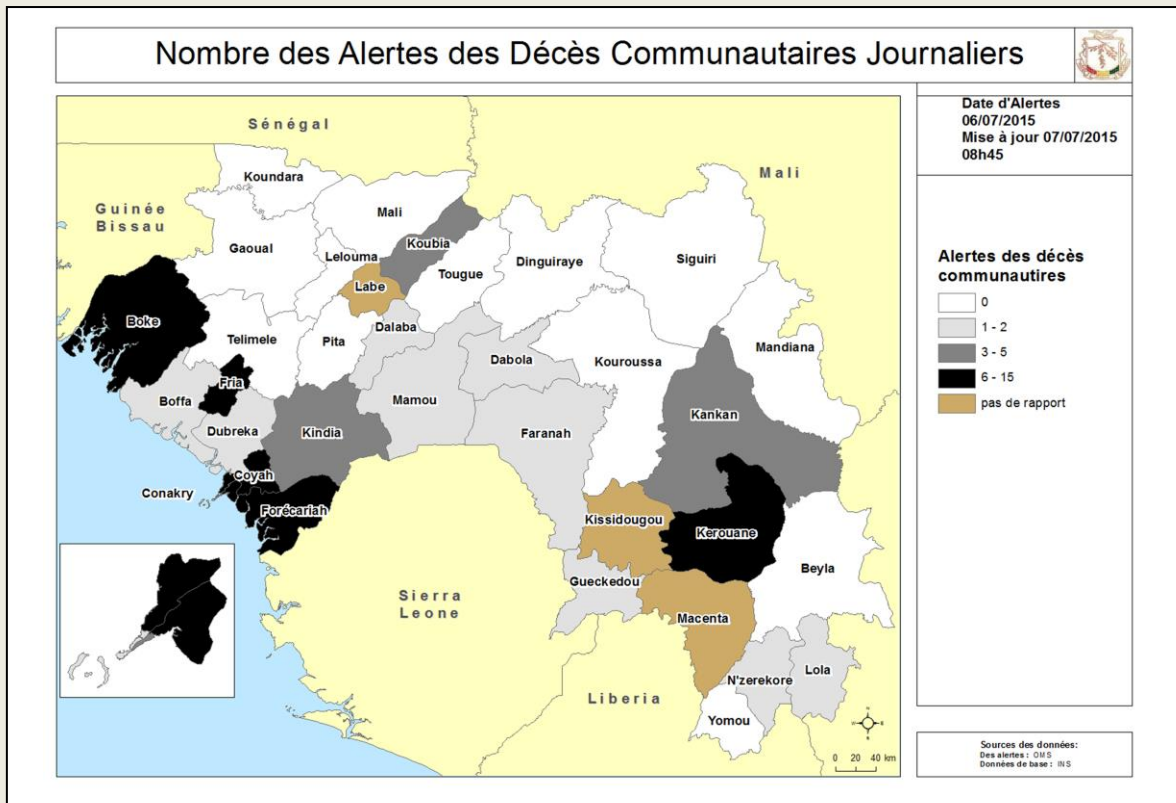 Nombre des Alertes des Décès Communautaires Journaliers
Date d'Alertes
06/07/2015
Mise à jour 07/07/2015
08h45
Alertes des décès
communautires
0
1 - 2
3 - 5
6 - 15
pas de rapport
Sénégal
Mali
Guinée
Bissau
Koundara
Mali
Gaoual
Koubia
Lelouma
Tougue
Dinguiraye
Siguiri
Labe
Boke
Telimele
Pita
Dalaba
Dabola
Kouroussa
Mandiana
Fria
Boffa
Mamou
Kankan
Dubreka
Kindia
Faranah
Coyah
Conakry
Forécariah
Kissidougou
Kerouane
Beyla
Gueckedou
Sierra
Leone
Macenta
N'zerekore
Lola
Liberia
Yomou
N
W
E
S
0 20 40 km
Sources des données:
Des alertes : OMS
Données de base : INS